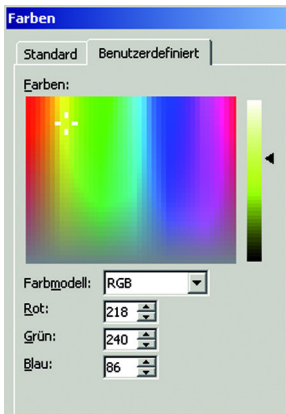 Farben
Standard Benutzerdefiniert
Farben:
Farbmodell: RGB
Rot: 218
Grün: 240
Blau: 86